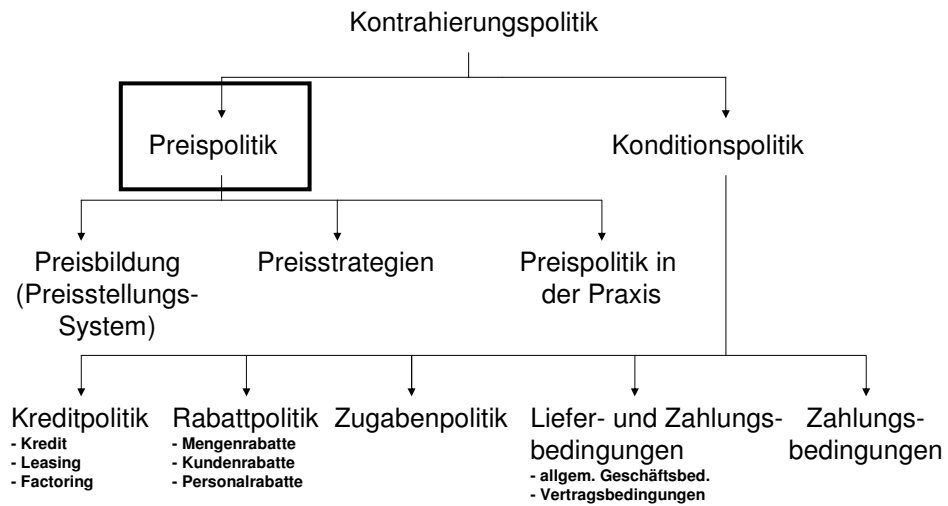 Kontrahierungspolitik
Preispolitik
Konditionspolitik
Preisbildung
(Preisstellungs-
System)
Preisstrategien
Preispolitik in
der Praxis
Kreditpolitik
- Kredit
- Leasing
- Factoring
Rabattpolitik
- Mengenrabatte
- Kundenrabatte
- Personalrabatte
Zugabenpolitik
Liefer- und Zahlungs-
bedingungen
- allgem. Geschäftsbed.
- Vertragsbedingungen
Zahlungs-
bedingungen